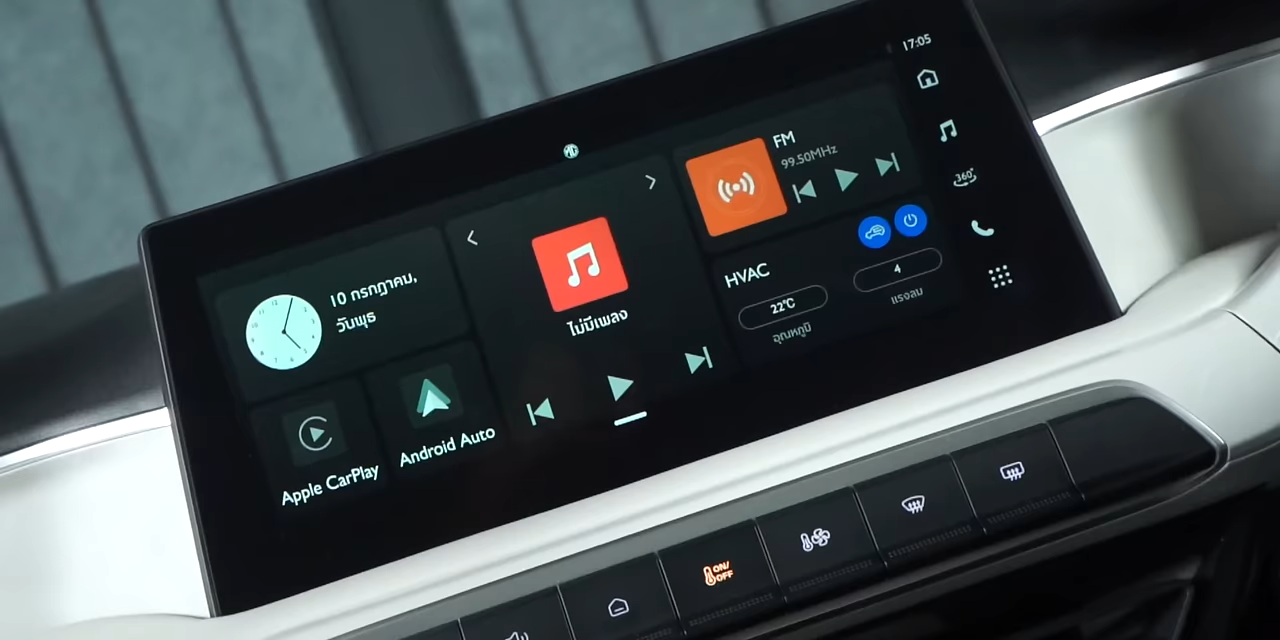 17:05
10 กรกฎาคม,
วันพุธ
Apple CarPlay
Android Auto
ไม่มีเพลง
FM
99.50MHz
HVAC
22°C
อุณหภูมิ
4
แรงลม
360°
ON/
OFF